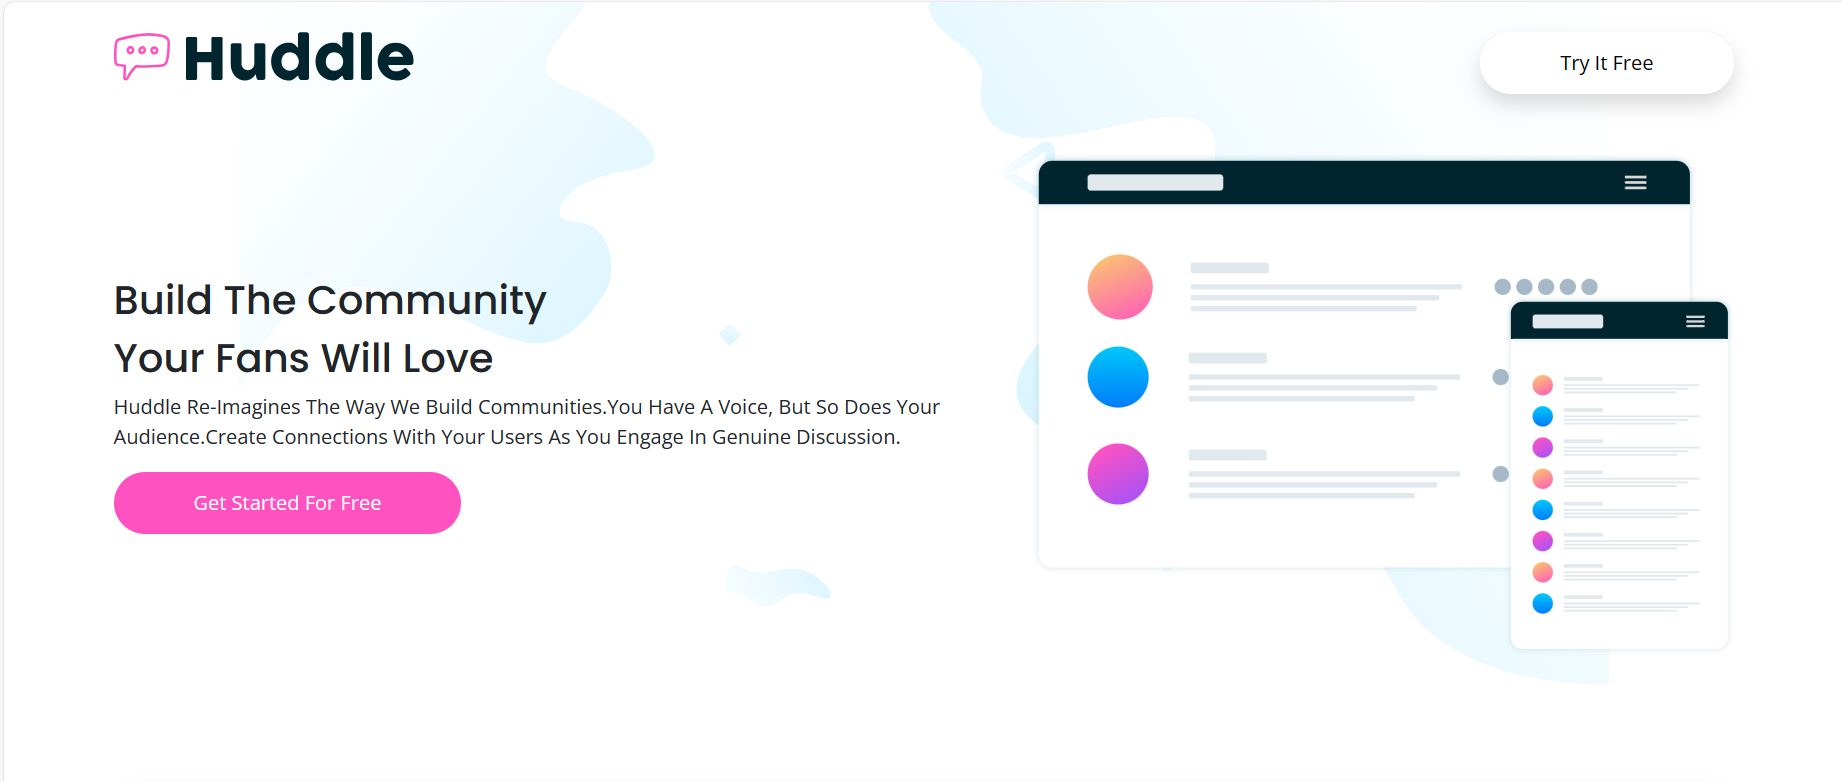 Huddle
Try It Free
Build The Community
Your Fans Will Love
Huddle Re-Imagines The Way We Build Communities.You Have A Voice, But So Does Your
Audience.Create Connections With Your Users As You Engage In Genuine Discussion.
Get Started For Free